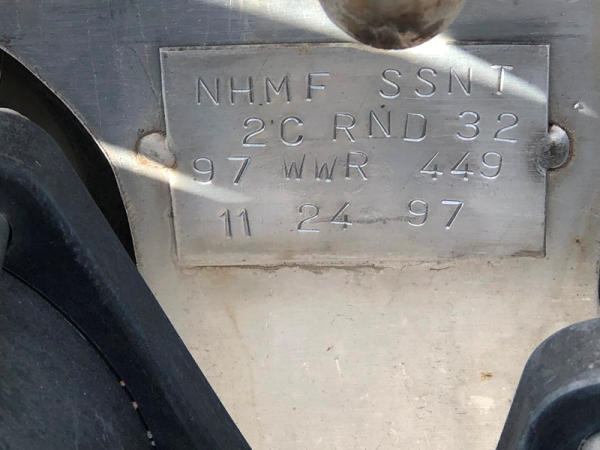 NHMF SSNT
2C RND 32
97 WWR 449
11 24 97